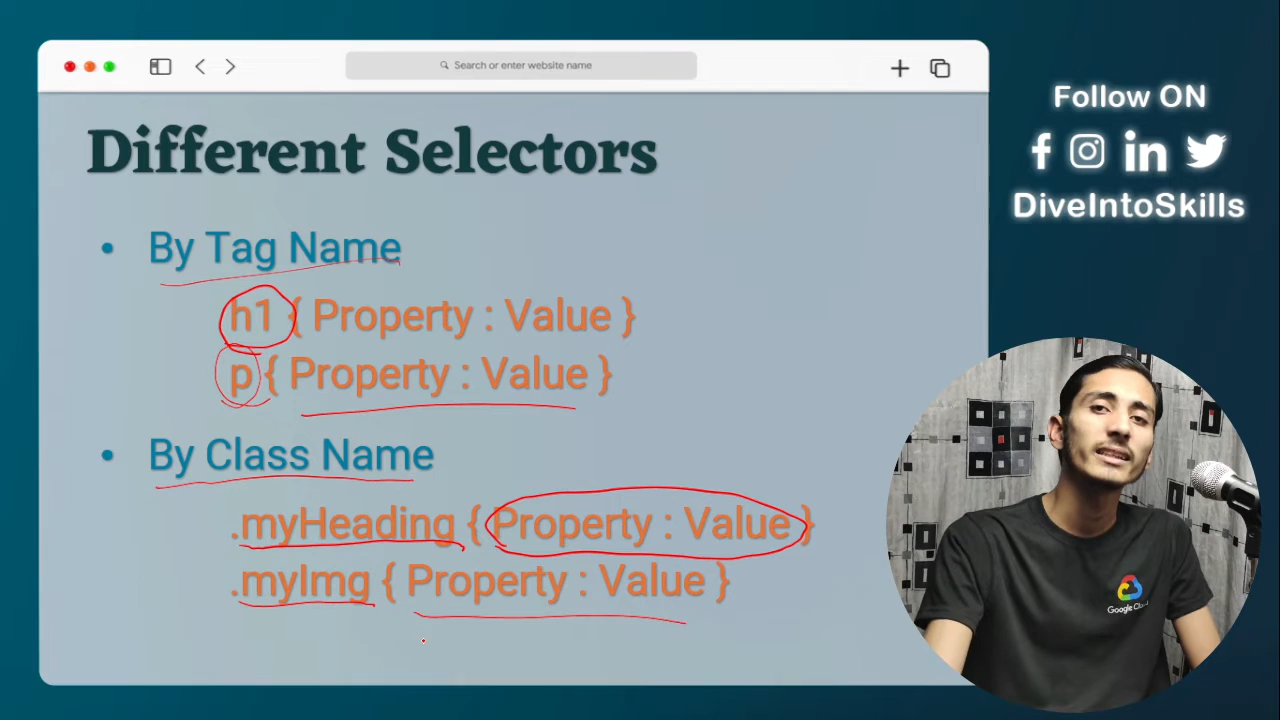 Search or enter website name
Different Selectors
• By Tag Name
h1 { Property : Value }
p { Property : Value }
• By Class Name
.myHeading { Property : Value }
.myImg { Property : Value }
Follow ON
DiveIntoSkills
Google Cloud